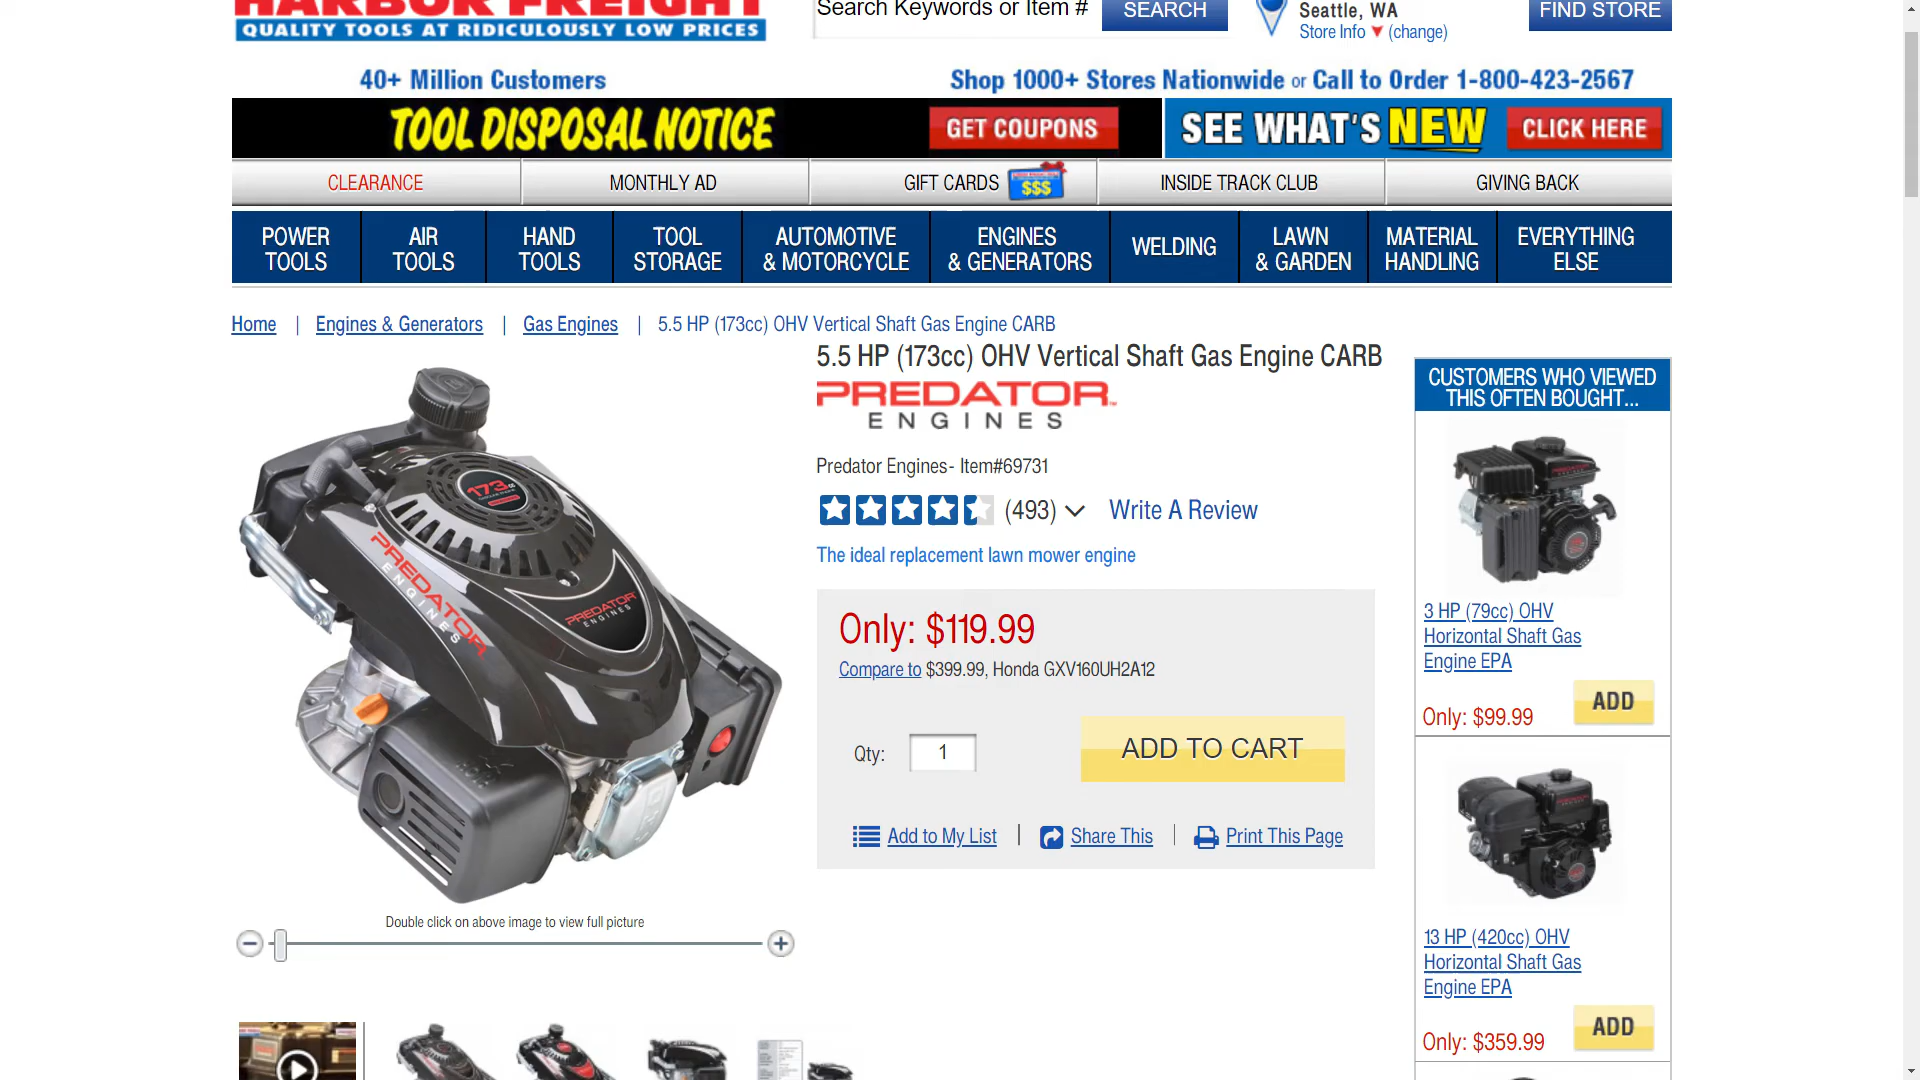 HARBOR FREIGHT
QUALITY TOOLS AT RIDICULOUSLY LOW PRICES
Search Keywords or Item #
SEARCH
Seattle, WA
Store Info (change)
FIND STORE
40+ Million Customers
Shop 1000+ Stores Nationwide or Call to Order 1-800-423-2567
TOOL DISPOSAL NOTICE
GET COUPONS
SEE WHAT'S NEW
CLICK HERE
CLEARANCE
MONTHLY AD
GIFT CARDS
$$$
INSIDE TRACK CLUB
GIVING BACK
POWER
TOOLS
AIR
TOOLS
HAND
TOOLS
TOOL
STORAGE
AUTOMOTIVE
& MOTORCYCLE
ENGINES
& GENERATORS
WELDING
LAWN
& GARDEN
MATERIAL
HANDLING
EVERYTHING
ELSE
Home | Engines & Generators | Gas Engines | 5.5 HP (173cc) OHV Vertical Shaft Gas Engine CARB
173cc
PREDATOR
ENGINES
PREDATOR
ENGINES
Double click on above image to view full picture
5.5 HP (173cc) OHV Vertical Shaft Gas Engine CARB
PREDATOR™
ENGINES
Predator Engines- Item#69731
(493)
Write A Review
The ideal replacement lawn mower engine
Only: $119.99
Compare to $399.99, Honda GXV160UH2A12
Qty: 1
ADD TO CART
Add to My List | Share This | Print This Page
CUSTOMERS WHO VIEWED
THIS OFTEN BOUGHT...
3 HP (79cc) OHV
Horizontal Shaft Gas
Engine EPA
Only: $99.99
ADD
13 HP (420cc) OHV
Horizontal Shaft Gas
Engine EPA
Only: $359.99
ADD